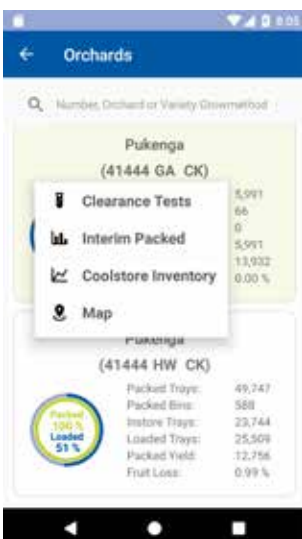 8:05
Orchards
Number, Orchard or Variety Growmethod
Pukenga
(41444 GA CK)
5,991
66
0
5,991
13,932
0.00 %
Clearance Tests
Interim Packed
Coolstore Inventory
Map
Pukenga
(41444 HW CK)
Packed 100 %
Loaded 51 %
Packed Trays: 49,747
Packed Bins: 588
Instore Trays: 23,744
Loaded Trays: 25,509
Packed Yield: 12,756
Fruit Loss: 0.99 %